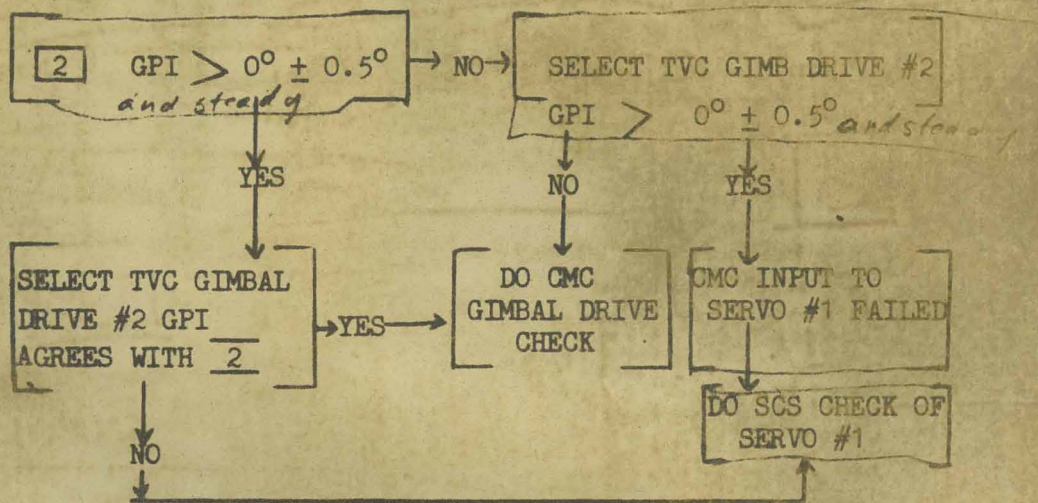 2 GPI > 0° ± 0.5°
and steady
NO
SELECT TVC GIMB DRIVE #2
GPI > 0° ± 0.5° and steady
YES
NO
YES
SELECT TVC GIMBAL
DRIVE #2 GPI
AGREES WITH 2
YES
DO CMC
GIMBAL DRIVE
CHECK
CMC INPUT TO
SERVO #1 FAILED
DO SCS CHECK OF
SERVO #1
NO